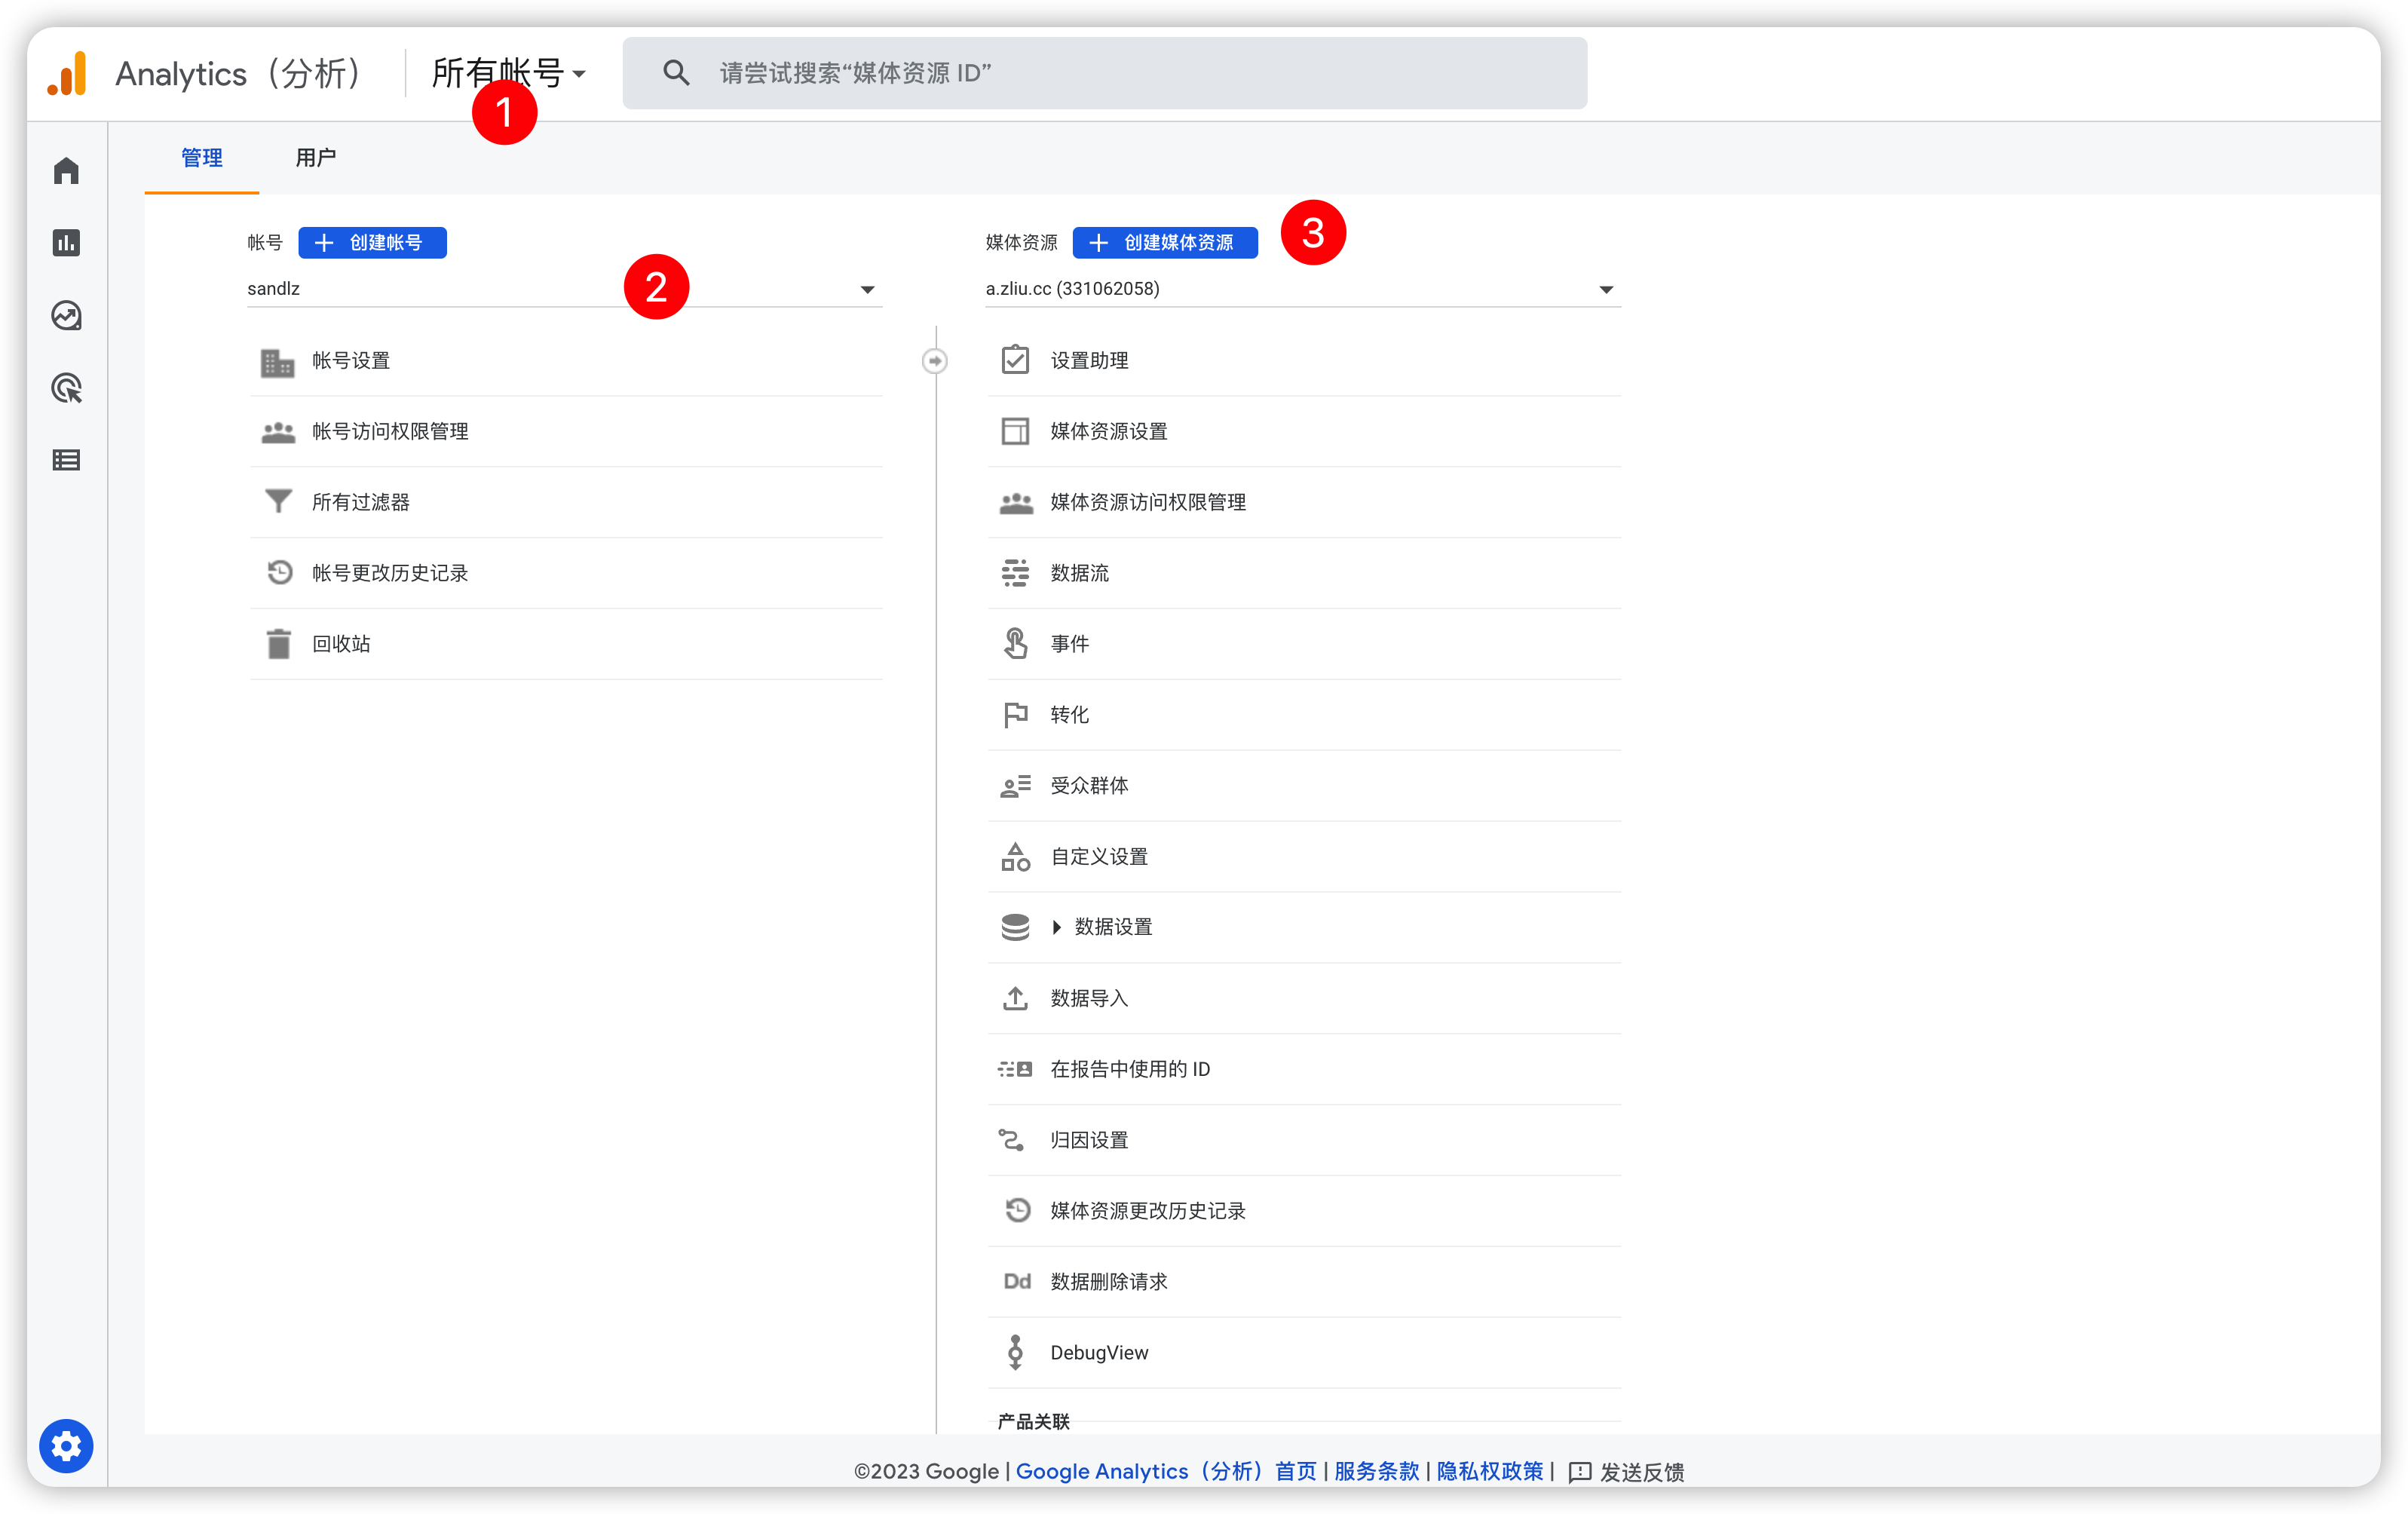 Analytics（分析）
所有帐号
请尝试搜索“媒体资源 ID”
1
管理
用户
帐号
创建帐号
sandlz
2
帐号设置
帐号访问权限管理
所有过滤器
帐号更改历史记录
回收站
媒体资源
创建媒体资源
3
a.zliu.cc (331062058)
设置助理
媒体资源设置
媒体资源访问权限管理
数据流
事件
转化
受众群体
自定义设置
数据设置
数据导入
在报告中使用的 ID
归因设置
媒体资源更改历史记录
Dd 数据删除请求
DebugView
产品关联
©2023 Google | Google Analytics（分析）首页 | 服务条款 | 隐私权政策 | 发送反馈